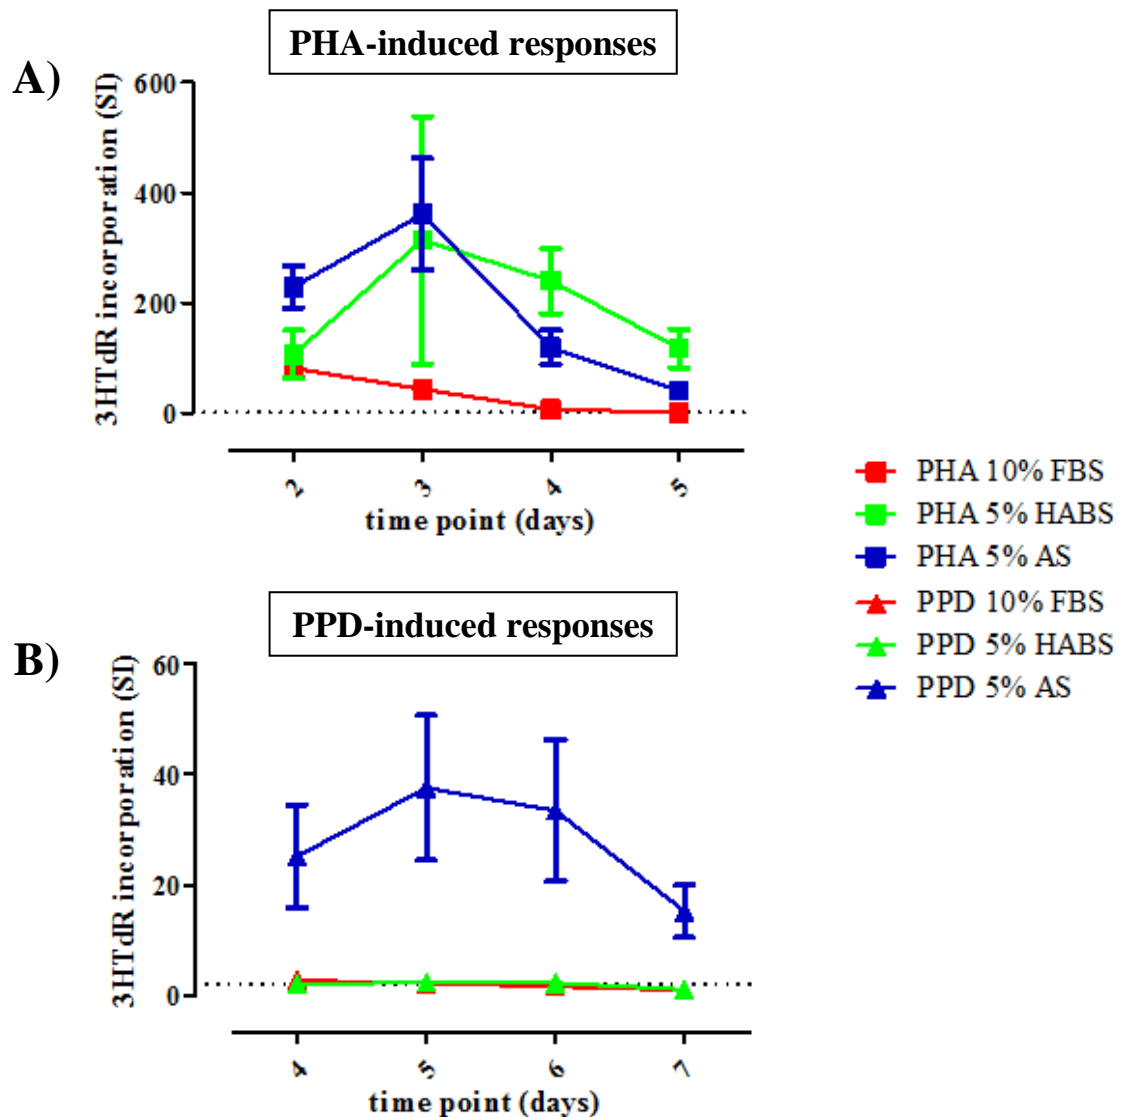 PHA-induced responses
A)
3HTdR incorporation (SI)
600
400
200
0
2
3
4
5
time point (days)
PHA 10% FBS
PHA 5% HABS
PHA 5% AS
PPD 10% FBS
PPD 5% HABS
PPD 5% AS
PPD-induced responses
B)
3HTdR incorporation (SI)
60
40
20
0
4
5
6
7
time point (days)